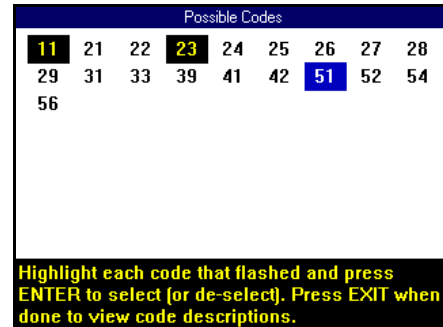 Possible Codes
11 21 22 23 24 25 26 27 28
29 31 33 39 41 42 51 52 54
56
Highlight each code that flashed and press
ENTER to select (or de-select). Press EXIT when
done to view code descriptions.